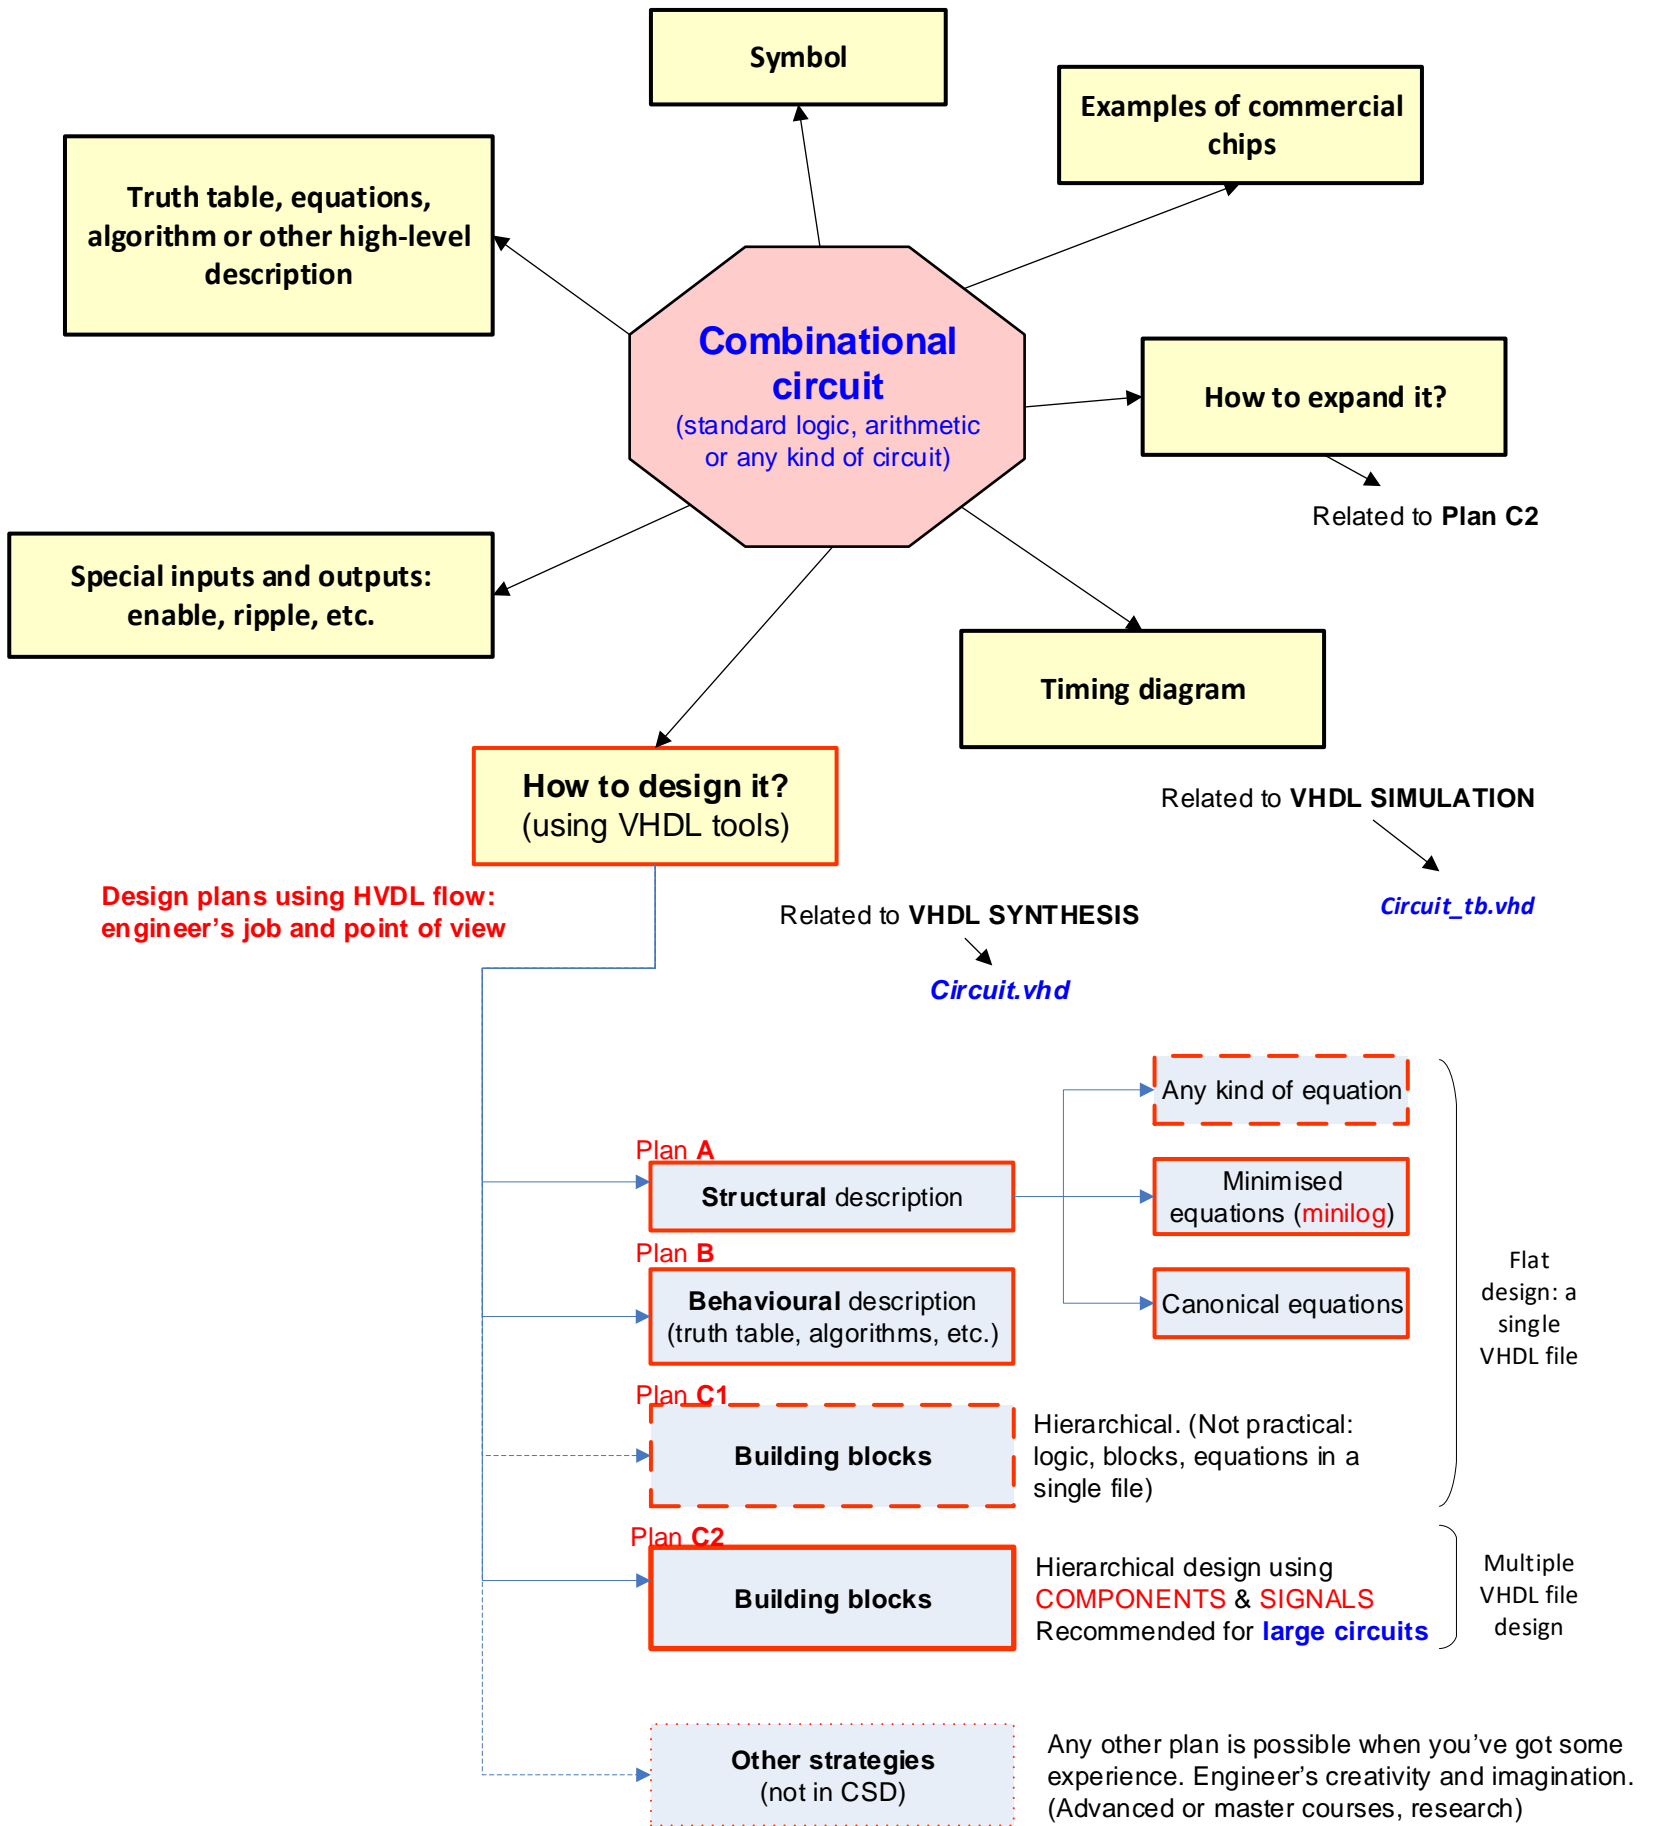 Symbol
Examples of commercial
chips
Truth table, equations,
algorithm or other high-level
description
Combinational
circuit
(standard logic, arithmetic
or any kind of circuit)
How to expand it?
Related to Plan C2
Special inputs and outputs:
enable, ripple, etc.
Timing diagram
How to design it?
(using VHDL tools)
Related to VHDL SIMULATION
Circuit_tb.vhd
Design plans using HVDL flow:
engineer's job and point of view
Related to VHDL SYNTHESIS
Circuit.vhd
Any kind of equation
Plan A
Structural description
Minimised
equations (minilog)
Plan B
Behavioural description
(truth table, algorithms, etc.)
Canonical equations
Flat
design: a
single
VHDL file
Plan C1
Building blocks
Hierarchical. (Not practical:
logic, blocks, equations in a
single file)
Plan C2
Building blocks
Hierarchical design using
COMPONENTS & SIGNALS
Recommended for large circuits
Multiple
VHDL file
design
Other strategies
(not in CSD)
Any other plan is possible when you've got some
experience. Engineer's creativity and imagination.
(Advanced or master courses, research)